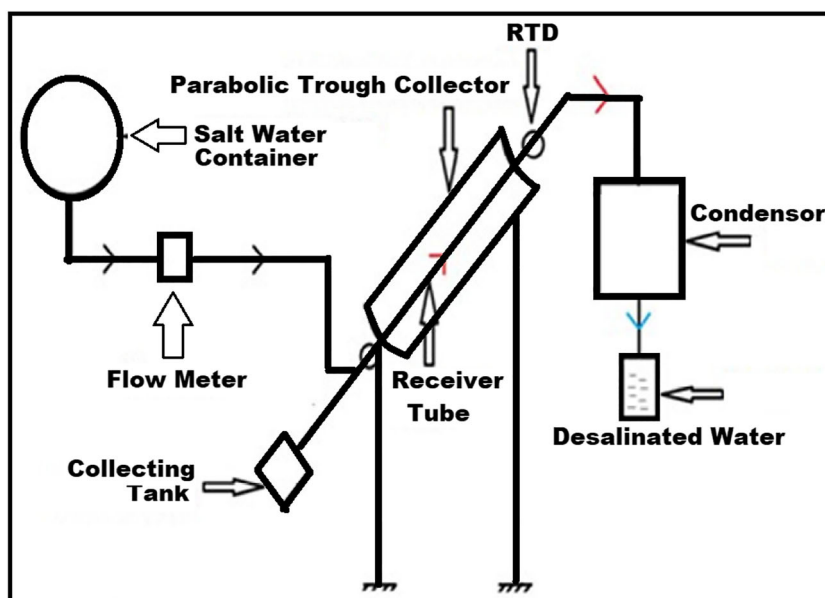 RTD
Parabolic Trough Collector
Salt Water
Container
Condensor
Flow Meter
Receiver
Tube
Desalinated Water
Collecting
Tank